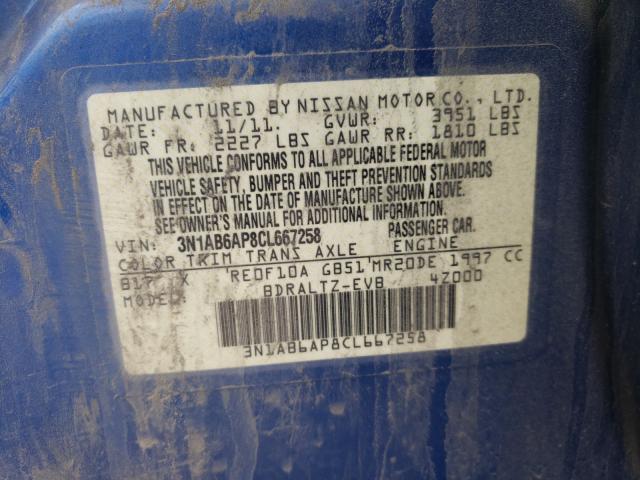 MANUFACTURED BY NISSAN MOTOR CO., LTD.
DATE: 11/11. GVWR: 3951 LBS
GAWR FR: 2227 LBS GAWR RR: 1810 LBS
THIS VEHICLE CONFORMS TO ALL APPLICABLE FEDERAL MOTOR
VEHICLE SAFETY, BUMPER AND THEFT PREVENTION STANDARDS
IN EFFECT ON THE DATE OF MANUFACTURE SHOWN ABOVE.
SEE OWNER'S MANUAL FOR ADDITIONAL INFORMATION.
VIN: 3N1AB6AP8CL667258 PASSENGER CAR.
COLOR TRIM TRANS AXLE ENGINE
B17 X RE0F10A GB51 MR20DE 1997 CC
MODEL: BDRALTZ-EVB 4Z000
3N1AB6AP8CL667258